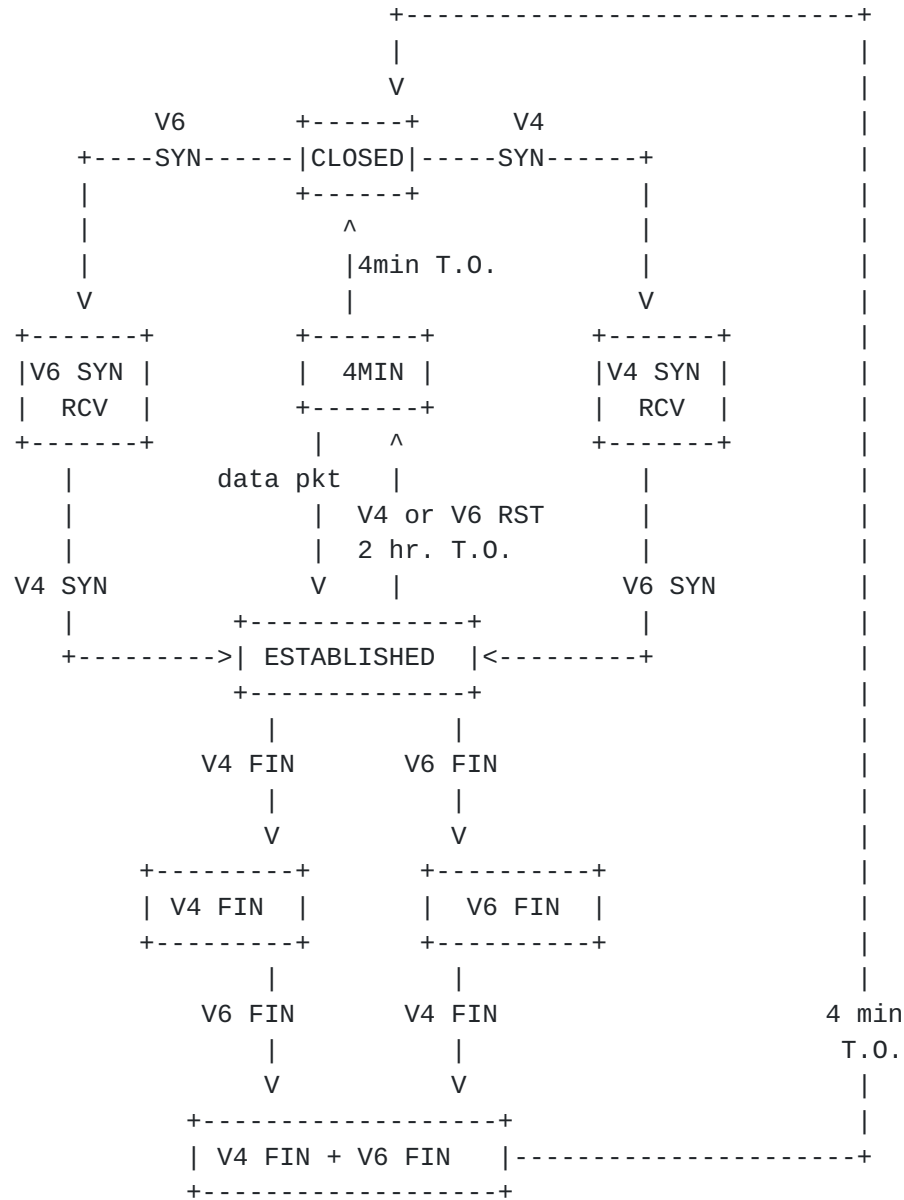 V6 V4
SYN CLOSED SYN
4min T.O.
V6 SYN 4MIN V4 SYN
RCV RCV
data pkt
V4 or V6 RST
2 hr. T.O.
V4 SYN V6 SYN
ESTABLISHED
V4 FIN V6 FIN
V4 FIN V6 FIN
V6 FIN V4 FIN 4 min
T.O.
V4 FIN + V6 FIN